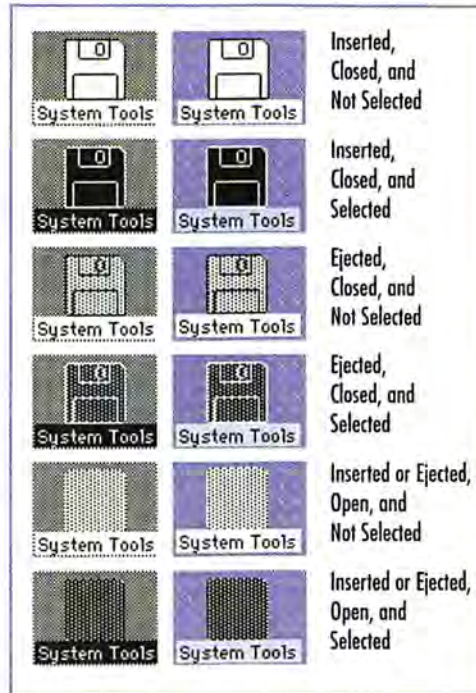 System Tools System Tools Inserted,
Closed, and
Not Selected
System Tools System Tools Inserted,
Closed, and
Selected
System Tools System Tools Ejected,
Closed, and
Not Selected
System Tools System Tools Ejected,
Closed, and
Selected
System Tools System Tools Inserted or Ejected,
Open, and
Not Selected
System Tools System Tools Inserted or Ejected,
Open, and
Selected